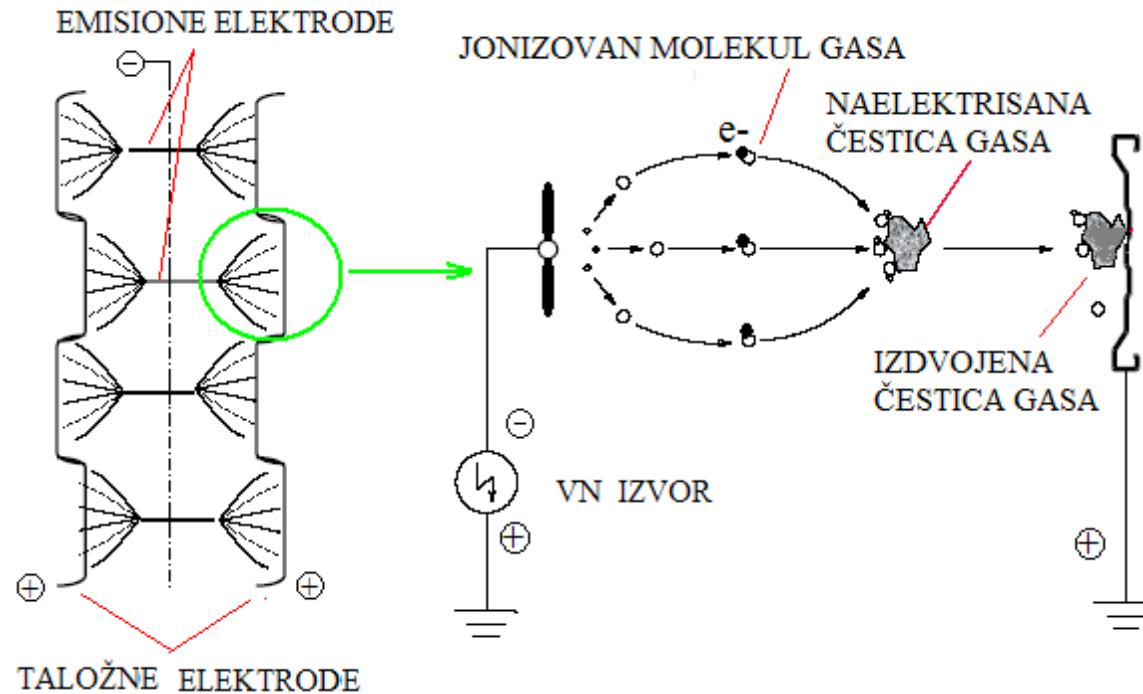 EMISIONE ELEKTRODE
JONIZOVAN MOLEKUL GASA
NAELEKTRISANA
ČESTICA GASA
e-
IZDVOJENA
ČESTICA GASA
VN IZVOR
TALOŽNE ELEKTRODE